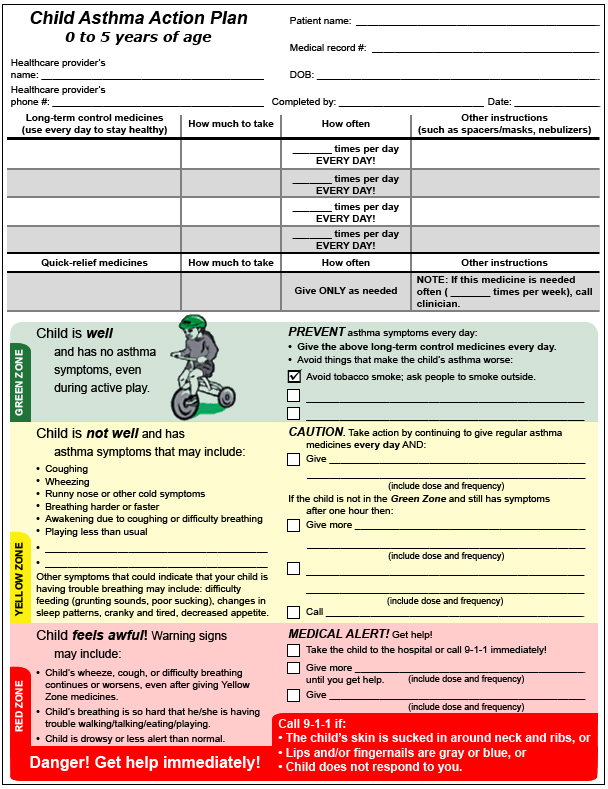 Child Asthma Action Plan
0 to 5 years of age
Patient name:
Medical record #:
Healthcare provider's
name:
DOB:
Healthcare provider's
phone #:
Completed by:
Date:
Long-term control medicines
(use every day to stay healthy)
How much to take
How often
Other instructions
(such as spacers/masks, nebulizers)
_______ times per day
EVERY DAY!
_______ times per day
EVERY DAY!
_______ times per day
EVERY DAY!
_______ times per day
EVERY DAY!
Quick-relief medicines
How much to take
How often
Other instructions
Give ONLY as needed
NOTE: If this medicine is needed
often ( _______ times per week), call
clinician.
GREEN ZONE
Child is well
and has no asthma
symptoms, even
during active play.
PREVENT asthma symptoms every day:
• Give the above long-term control medicines every day.
• Avoid things that make the child's asthma worse:
Avoid tobacco smoke; ask people to smoke outside.
YELLOW ZONE
Child is not well and has
asthma symptoms that may include:
• Coughing
• Wheezing
• Runny nose or other cold symptoms
• Breathing harder or faster
• Awakening due to coughing or difficulty breathing
• Playing less than usual
•
•
Other symptoms that could indicate that your child is
having trouble breathing may include: difficulty
feeding (grunting sounds, poor sucking), changes in
sleep patterns, cranky and tired, decreased appetite.
CAUTION. Take action by continuing to give regular asthma
medicines every day AND:
Give
(include dose and frequency)
If the child is not in the Green Zone and still has symptoms
after one hour then:
Give more
(include dose and frequency)
(include dose and frequency)
Call
RED ZONE
Child feels awful! Warning signs
may include:
• Child's wheeze, cough, or difficulty breathing
continues or worsens, even after giving Yellow
Zone medicines.
• Child's breathing is so hard that he/she is having
trouble walking/talking/eating/playing.
• Child is drowsy or less alert than normal.
Danger! Get help immediately!
MEDICAL ALERT! Get help!
Take the child to the hospital or call 9-1-1 immediately!
Give more
until you get help. (include dose and frequency)
Give
(include dose and frequency)
Call 9-1-1 if:
• The child's skin is sucked in around neck and ribs, or
• Lips and/or fingernails are gray or blue, or
• Child does not respond to you.